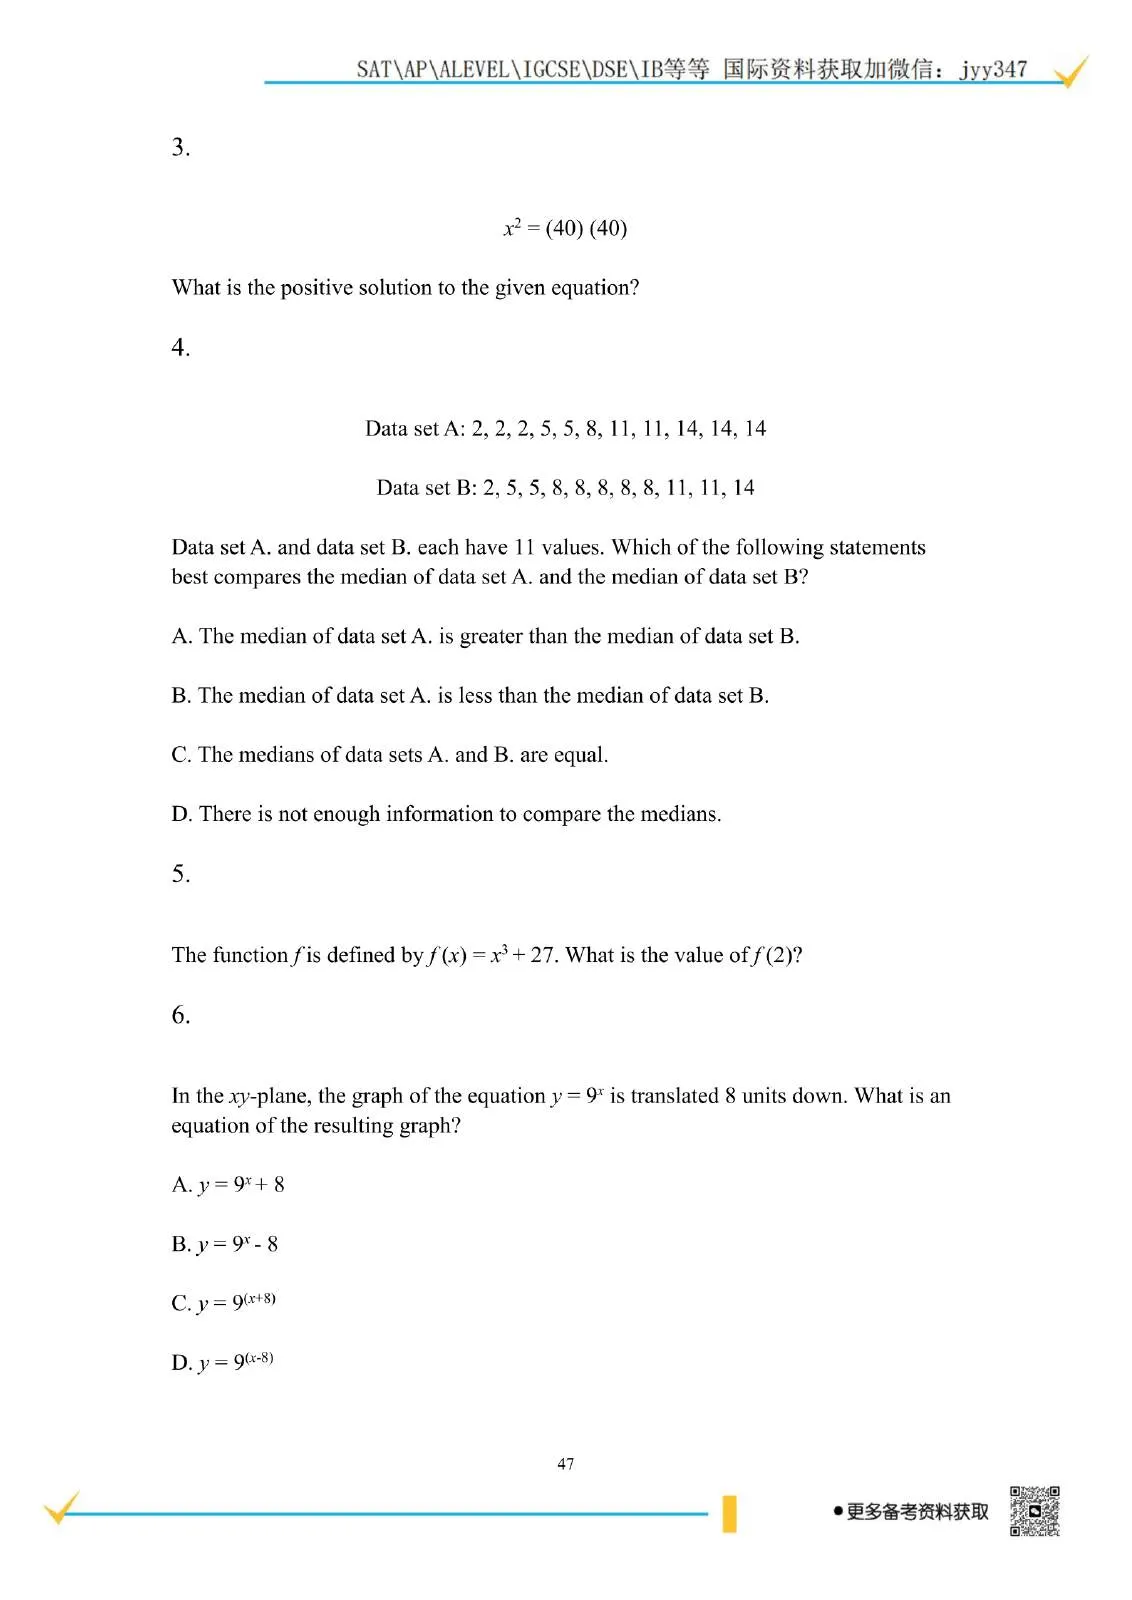 SAT\AP\ALEVEL\IGCSE\DSE\IB等等 国际资料获取加微信：jyy347
3.
x² = (40) (40)
What is the positive solution to the given equation?
4.
Data set A: 2, 2, 2, 5, 5, 8, 11, 11, 14, 14, 14
Data set B: 2, 5, 5, 8, 8, 8, 8, 8, 11, 11, 14
Data set A. and data set B. each have 11 values. Which of the following statements
best compares the median of data set A. and the median of data set B?
A. The median of data set A. is greater than the median of data set B.
B. The median of data set A. is less than the median of data set B.
C. The medians of data sets A. and B. are equal.
D. There is not enough information to compare the medians.
5.
The function f is defined by f (x) = x³ + 27. What is the value of f (2)?
6.
In the xy-plane, the graph of the equation y = 9ˣ is translated 8 units down. What is an
equation of the resulting graph?
A. y = 9ˣ + 8
B. y = 9ˣ - 8
C. y = 9⁽ˣ⁺⁸⁾
D. y = 9⁽ˣ⁻⁸⁾
47
●更多备考资料获取